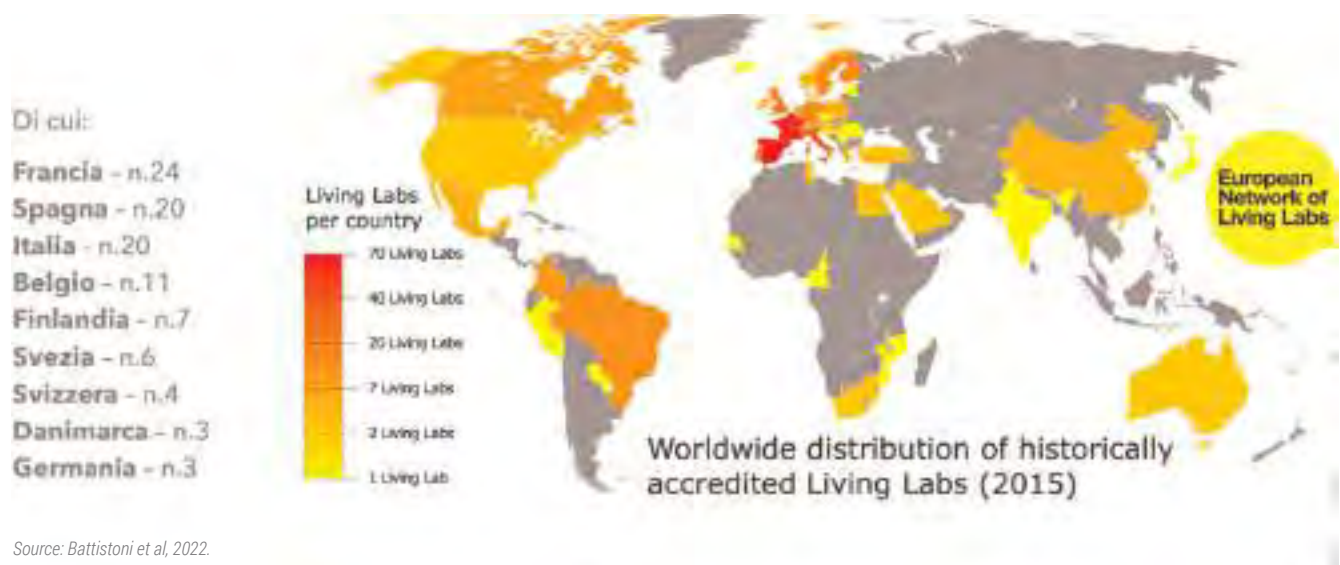 Di cui:
Francia - n.24
Spagna - n.20
Italia - n.20
Belgio - n.11
Finlandia - n.7
Svezia - n.6
Svizzera - n.4
Danimarca - n.3
Germania - n.3
Living Labs
per country
70 Living Labs
40 Living Labs
20 Living Labs
7 Living Labs
2 Living Labs
1 Living Lab
European
Network of
Living Labs
Worldwide distribution of historically
accredited Living Labs (2015)
Source: Battistoni et al, 2022.